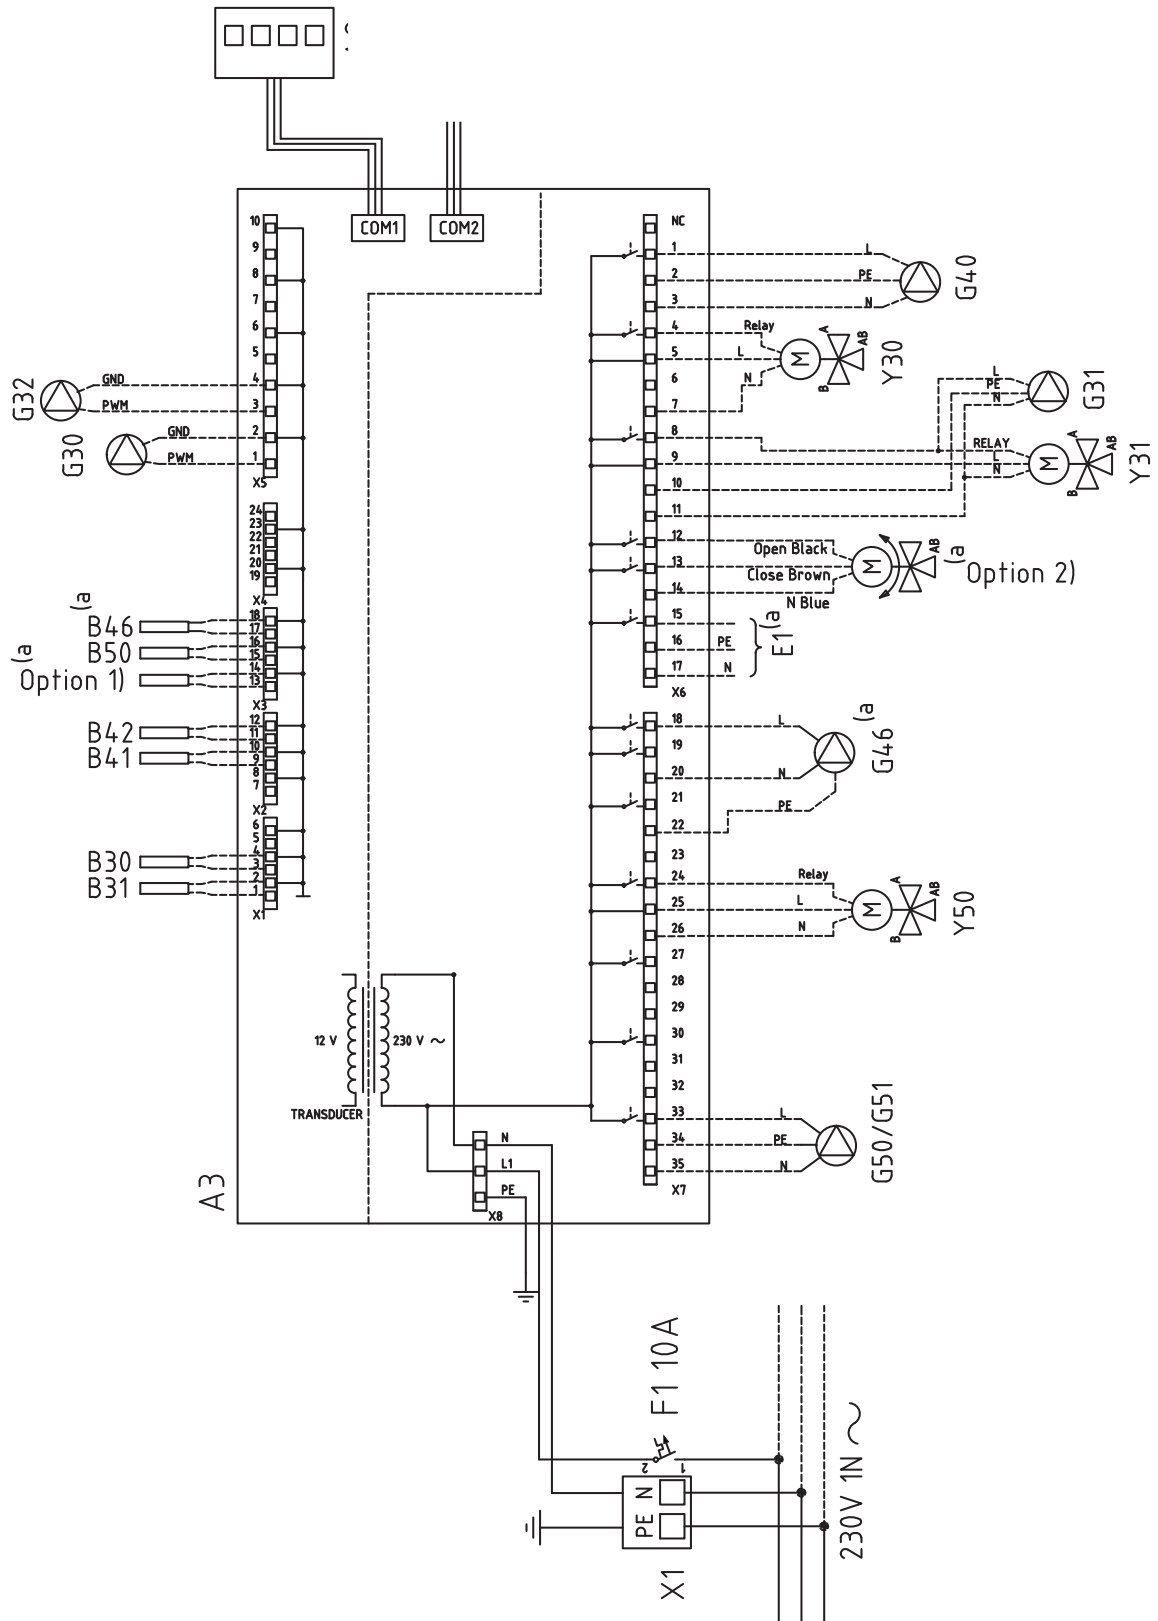 COM1
COM2
10
9
8
7
6
5
4
3
2
1
X5
GND
PWM
G32
GND
PWM
G30
24
23
22
21
20
19
X4
18
17
16
15
14
13
X3
B46
(a
B50
Option 1)
(a
12
11
10
9
8
7
X2
B42
B41
6
5
4
3
2
1
X1
B30
B31
NC
1
2
3
4
5
6
7
8
9
10
11
12
13
14
15
16
17
X6
L
PE
N
G40
Relay
L
N
M
A
B
AB
Y30
L
PE
N
G31
RELAY
L
N
M
A
B
AB
Y31
Open Black
Close Brown
N Blue
M
AB
(a
Option 2)
PE
N
E1
(a
18
19
20
21
22
23
24
25
26
27
28
29
30
31
32
33
34
35
X7
L
N
PE
G46
(a
Relay
L
N
M
A
B
AB
Y50
L
PE
N
G50/G51
12 V
230 V ~
TRANSDUCER
A3
N
L1
PE
X8
F1 10A
2
1
N
PE
X1
230V 1N ~